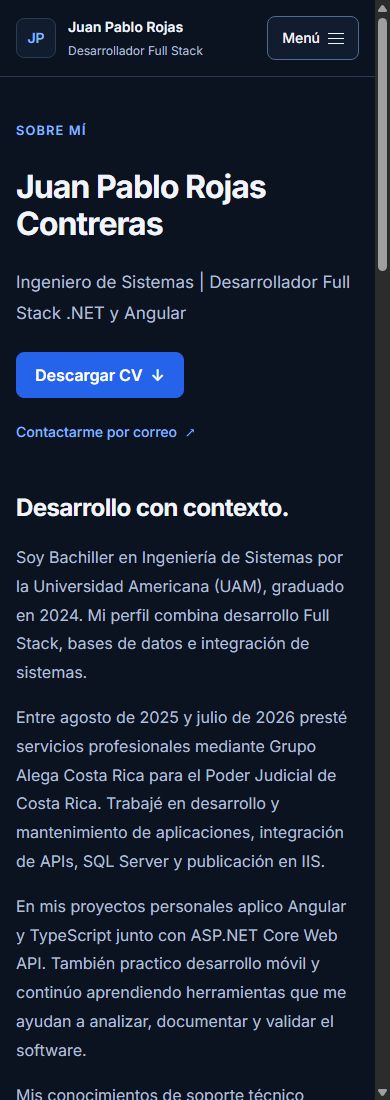 JP
Juan Pablo Rojas
Desarrollador Full Stack
Menú
SOBRE MÍ
Juan Pablo Rojas
Contreras
Ingeniero de Sistemas | Desarrollador Full
Stack .NET y Angular
Descargar CV ↓
Contactarme por correo ↗
Desarrollo con contexto.
Soy Bachiller en Ingeniería de Sistemas por
la Universidad Americana (UAM), graduado
en 2024. Mi perfil combina desarrollo Full
Stack, bases de datos e integración de
sistemas.
Entre agosto de 2025 y julio de 2026 presté
servicios profesionales mediante Grupo
Alega Costa Rica para el Poder Judicial de
Costa Rica. Trabajé en desarrollo y
mantenimiento de aplicaciones, integración
de APIs, SQL Server y publicación en IIS.
En mis proyectos personales aplico Angular
y TypeScript junto con ASP.NET Core Web
API. También practico desarrollo móvil y
continúo aprendiendo herramientas que me
ayudan a analizar, documentar y validar el
software.
Mis conocimientos de soporte técnico